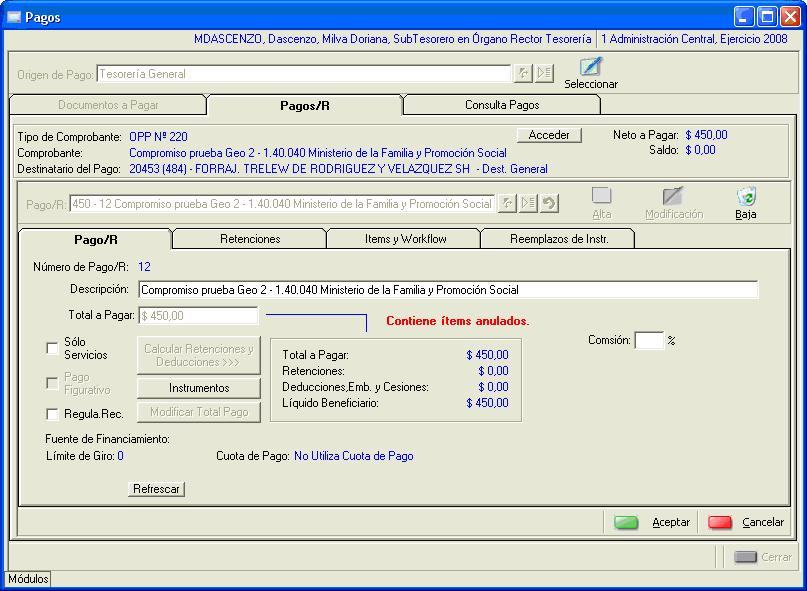 Pagos
MDASCENZO, Dascenzo, Milva Doriana, SubTesorero en Órgano Rector Tesorería 1 Administración Central, Ejercicio 2008
Origen de Pago: Tesorería General
Seleccionar
Documentos a Pagar Pagos/R Consulta Pagos
Tipo de Comprobante: OPP Nº 220 Acceder Neto a Pagar: $ 450,00
Comprobante: Compromiso prueba Geo 2 - 1.40.040 Ministerio de la Familia y Promoción Social Saldo: $ 0,00
Destinatario del Pago: 20453 (484) - FORRAJ. TRELEW DE RODRIGUEZ Y VELAZQUEZ SH - Dest. General
Pago/R: 450 - 12 Compromiso prueba Geo 2 - 1.40.040 Ministerio de la Familia y Promoción Social
Alta Modificación Baja
Pago/R Retenciones Items y Workflow Reemplazos de Instr.
Número de Pago/R: 12
Descripción: Compromiso prueba Geo 2 - 1.40.040 Ministerio de la Familia y Promoción Social
Total a Pagar: $ 450,00
Contiene ítems anulados.
Comsión: %
Sólo Servicios
Calcular Retenciones y Deducciones >>>
Pago Figurativo
Instrumentos
Regula.Rec.
Modificar Total Pago
Total a Pagar: $ 450,00
Retenciones: $ 0,00
Deducciones,Emb. y Cesiones: $ 0,00
Líquido Beneficiario: $ 450,00
Fuente de Financiamiento:
Límite de Giro: 0 Cuota de Pago: No Utiliza Cuota de Pago
Refrescar
Aceptar Cancelar
Cerrar
Módulos